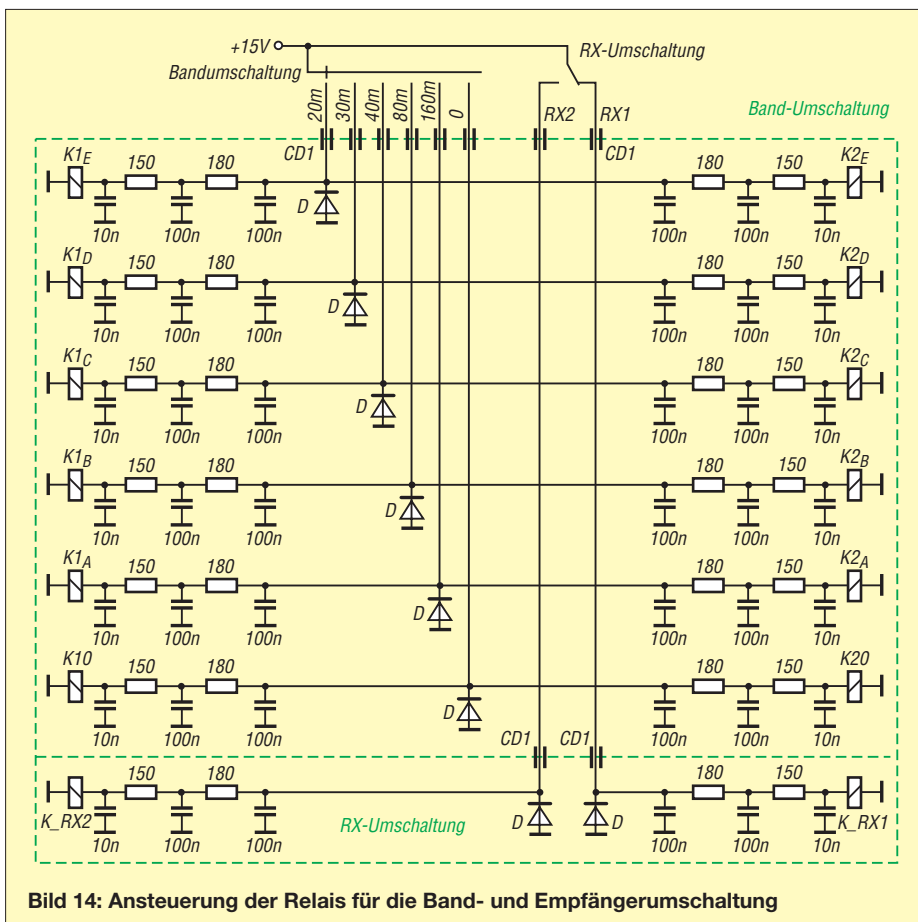 +15V
RX-Umschaltung
Bandumschaltung
20m 30m 40m 80m 160m 0
RX2 RX1
Band-Umschaltung
CD1 CD1
K1E 150 180 180 150 K2E
D
10n 100n 100n 100n 100n 10n
K1D 150 180 180 150 K2D
D
10n 100n 100n 100n 100n 10n
K1C 150 180 180 150 K2C
D
10n 100n 100n 100n 100n 10n
K1B 150 180 180 150 K2B
D
10n 100n 100n 100n 100n 10n
K1A 150 180 180 150 K2A
D
10n 100n 100n 100n 100n 10n
K10 150 180 180 150 K20
D
10n 100n 100n 100n 100n 10n
CD1 CD1
150 180 180 150
K_RX2 D D K_RX1
10n 100n 100n RX-Umschaltung 100n 100n 10n
Bild 14: Ansteuerung der Relais für die Band- und Empfängerumschaltung